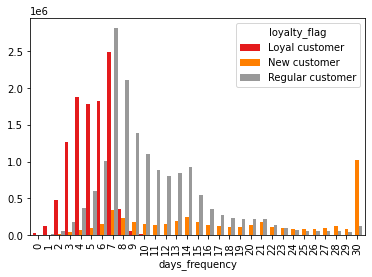 1e6
loyalty_flag
Loyal customer
New customer
Regular customer
2.5
2.0
1.5
1.0
0.5
0.0
0 1 2 3 4 5 6 7 8 9 10 11 12 13 14 15 16 17 18 19 20 21 22 23 24 25 26 27 28 29 30
days_frequency